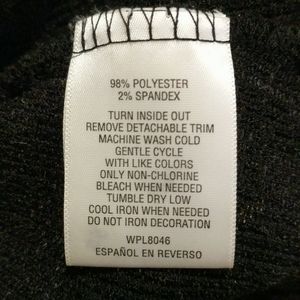 98% POLYESTER
2% SPANDEX
TURN INSIDE OUT
REMOVE DETACHABLE TRIM
MACHINE WASH COLD
GENTLE CYCLE
WITH LIKE COLORS
ONLY NON-CHLORINE
BLEACH WHEN NEEDED
TUMBLE DRY LOW
COOL IRON WHEN NEEDED
DO NOT IRON DECORATION
WPL8046
ESPAÑOL EN REVERSO